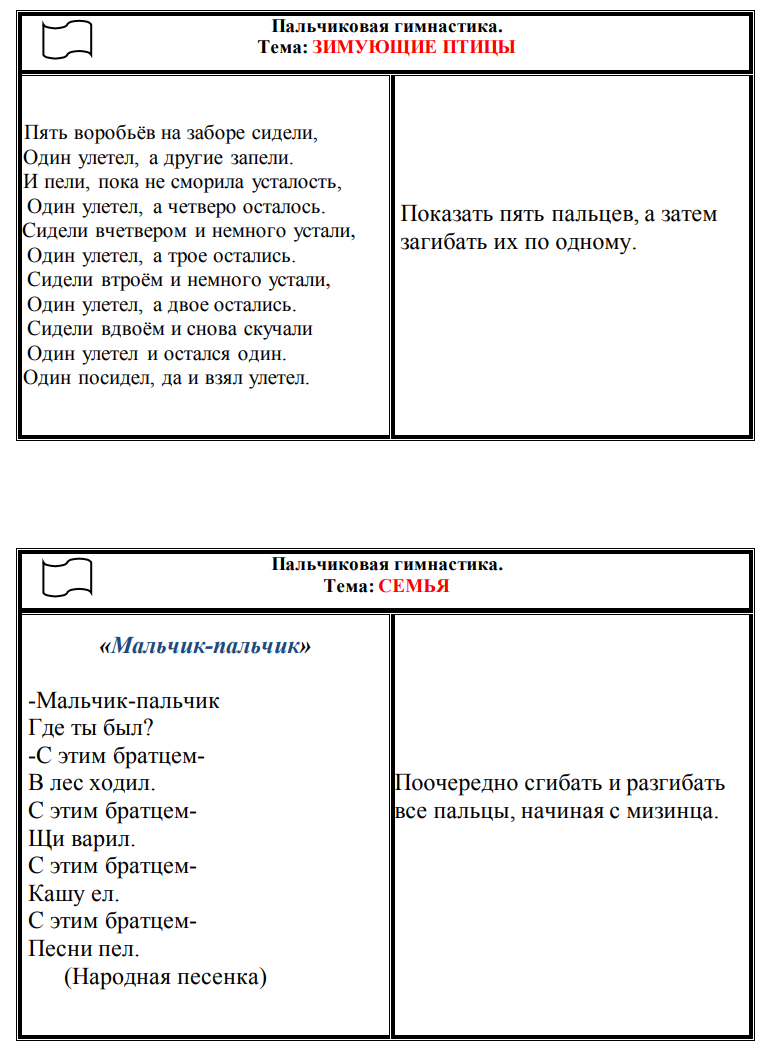 Пальчиковая гимнастика.
Тема: ЗИМУЮЩИЕ ПТИЦЫ
Пять воробьёв на заборе сидели,
Один улетел, а другие запели.
И пели, пока не сморила усталость,
Один улетел, а четверо осталось.
Сидели вчетвером и немного устали,
Один улетел, а трое остались.
Сидели втроём и немного устали,
Один улетел, а двое остались.
Сидели вдвоём и снова скучали
Один улетел и остался один.
Один посидел, да и взял улетел.
Показать пять пальцев, а затем
загибать их по одному.
Пальчиковая гимнастика.
Тема: СЕМЬЯ
«Мальчик-пальчик»
-Мальчик-пальчик
Где ты был?
-С этим братцем-
В лес ходил.
С этим братцем-
Щи варил.
С этим братцем-
Кашу ел.
С этим братцем-
Песни пел.
(Народная песенка)
Поочередно сгибать и разгибать
все пальцы, начиная с мизинца.